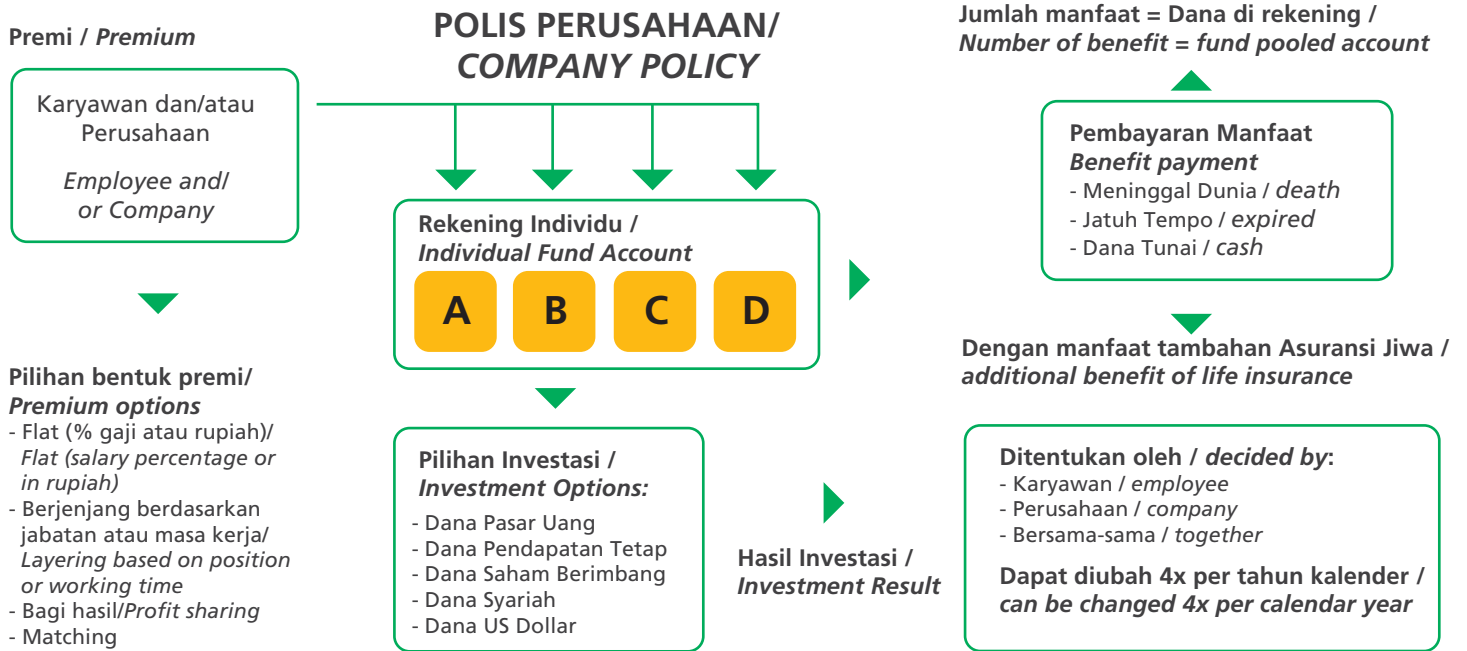 Premi / Premium
Karyawan dan/atau
Perusahaan
Employee and/
or Company
Pilihan bentuk premi/
Premium options
- Flat (% gaji atau rupiah)/
Flat (salary percentage or
in rupiah)
- Berjenjang berdasarkan
jabatan atau masa kerja/
Layering based on position
or working time
- Bagi hasil/Profit sharing
- Matching
POLIS PERUSAHAAN/
COMPANY POLICY
Rekening Individu /
Individual Fund Account
A B C D
Pilihan Investasi /
Investment Options:
- Dana Pasar Uang
- Dana Pendapatan Tetap
- Dana Saham Berimbang
- Dana Syariah
- Dana US Dollar
Hasil Investasi /
Investment Result
Jumlah manfaat = Dana di rekening /
Number of benefit = fund pooled account
Pembayaran Manfaat
Benefit payment
- Meninggal Dunia / death
- Jatuh Tempo / expired
- Dana Tunai / cash
Dengan manfaat tambahan Asuransi Jiwa /
additional benefit of life insurance
Ditentukan oleh / decided by:
- Karyawan / employee
- Perusahaan / company
- Bersama-sama / together
Dapat diubah 4x per tahun kalender /
can be changed 4x per calendar year